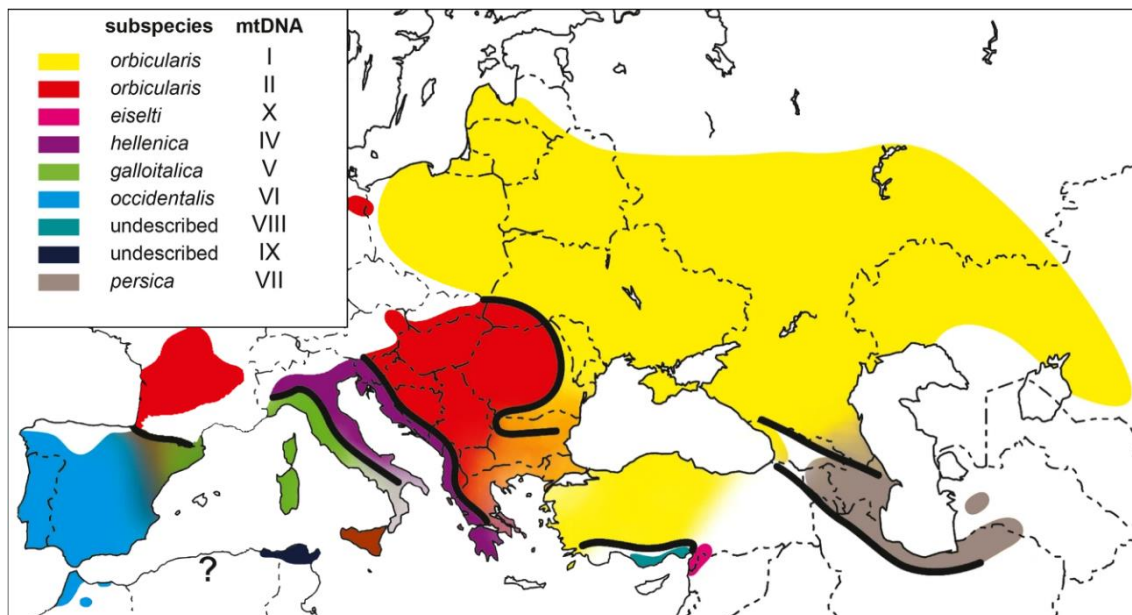 subspecies mtDNA
orbicularis I
orbicularis II
eiselti X
hellenica IV
galloitalica V
occidentalis VI
undescribed VIII
undescribed IX
persica VII
?